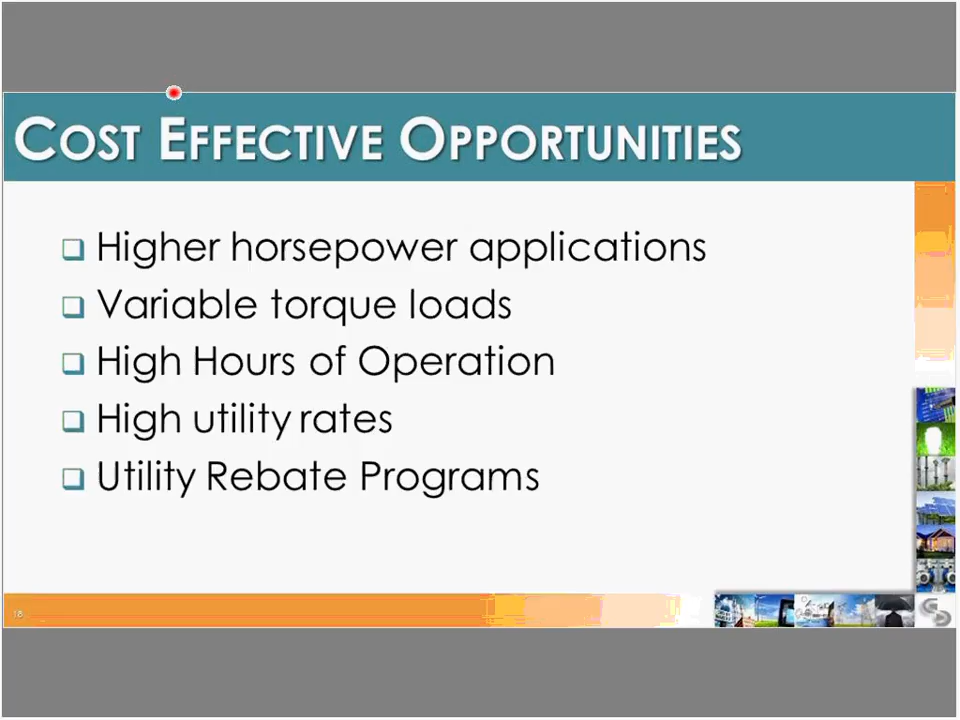 COST EFFECTIVE OPPORTUNITIES
Higher horsepower applications
Variable torque loads
High Hours of Operation
High utility rates
Utility Rebate Programs
18